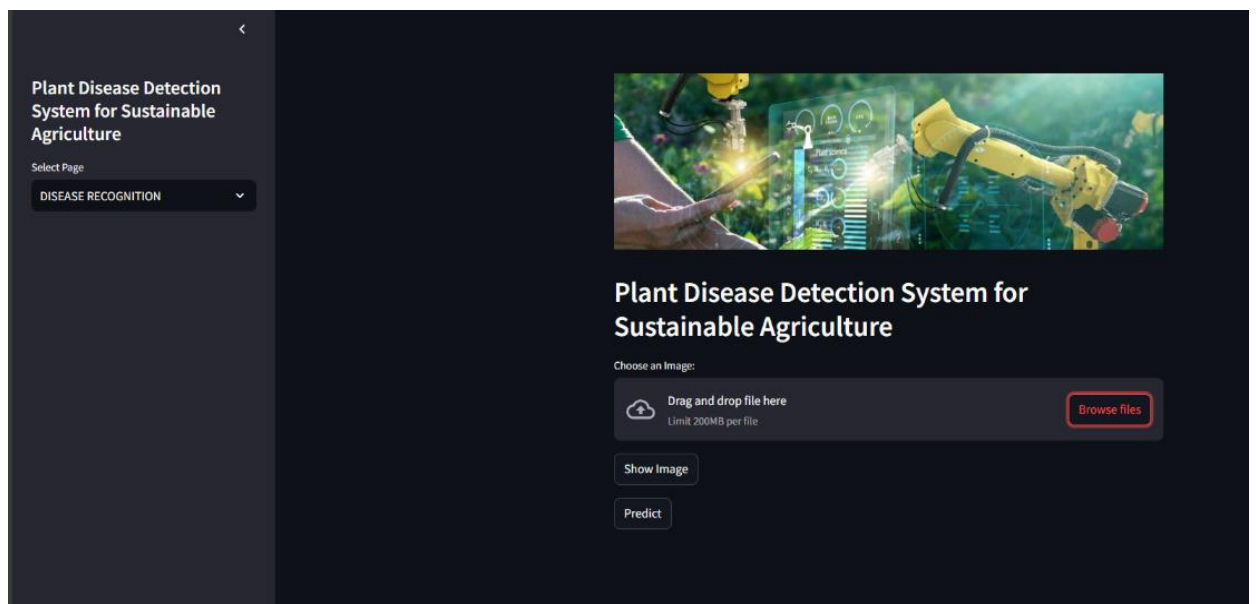 Plant Disease Detection
System for Sustainable
Agriculture
Select Page
DISEASE RECOGNITION
Plant Disease Detection System for
Sustainable Agriculture
Choose an Image:
Drag and drop file here
Limit 200MB per file
Browse files
Show Image
Predict